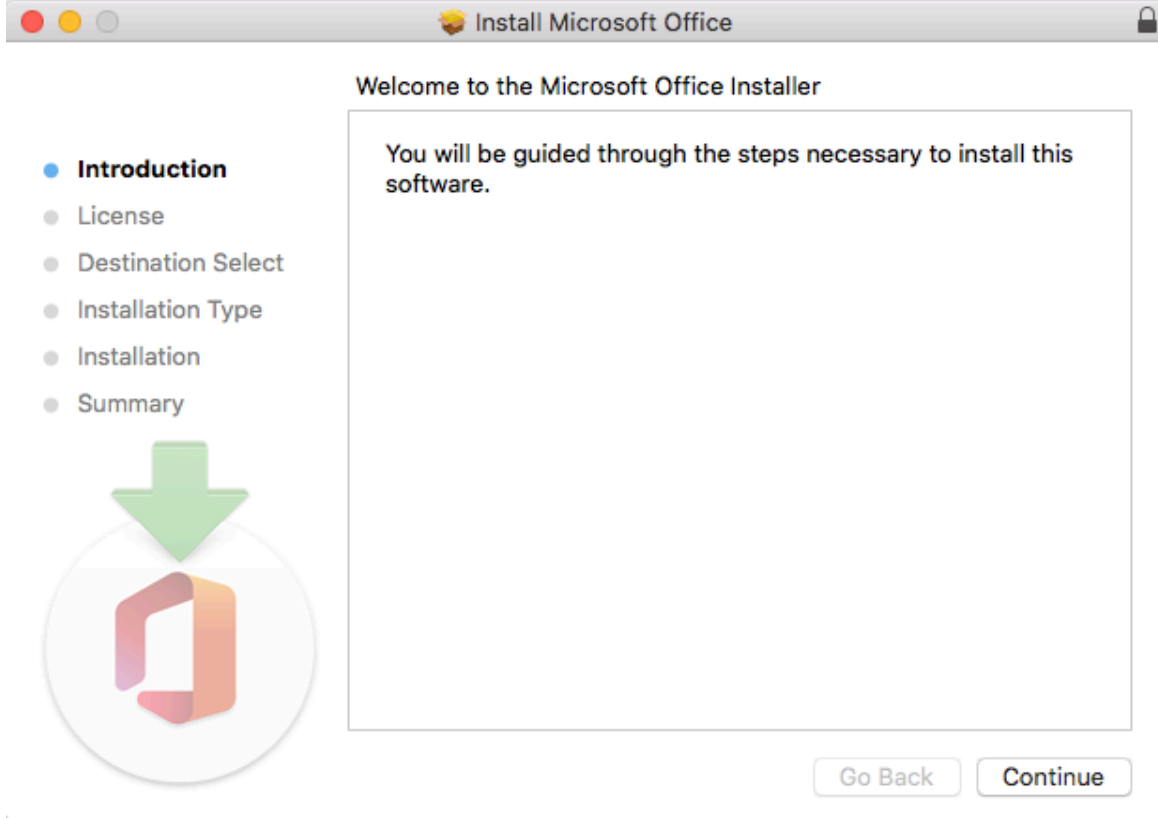 Install Microsoft Office
Welcome to the Microsoft Office Installer
Introduction
License
Destination Select
Installation Type
Installation
Summary
You will be guided through the steps necessary to install this
software.
Go Back
Continue